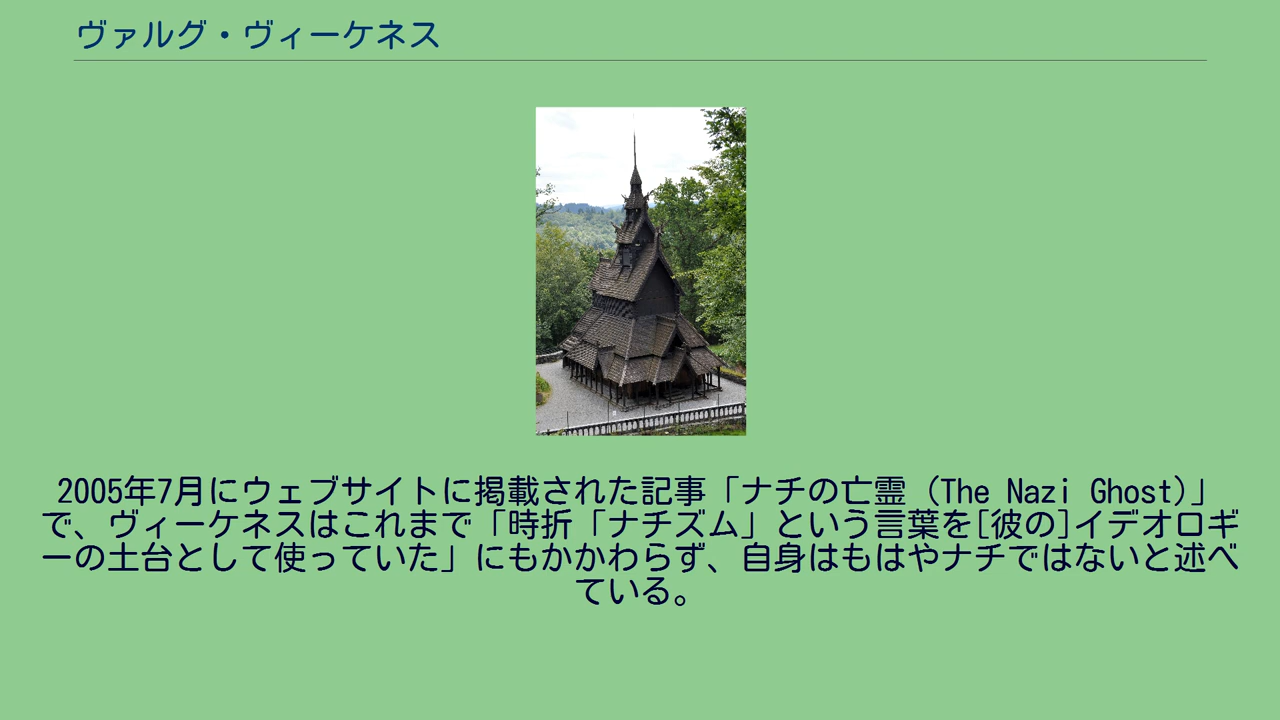 ヴァルグ・ヴィーケネス
2005年7月にウェブサイトに掲載された記事「ナチの亡霊（The Nazi Ghost)」
で、ヴィーケネスはこれまで「時折「ナチズム」という言葉を[彼の]イデオロギ
ーの土台として使っていた」にもかかわらず、自身はもはやナチではないと述べ
ている。